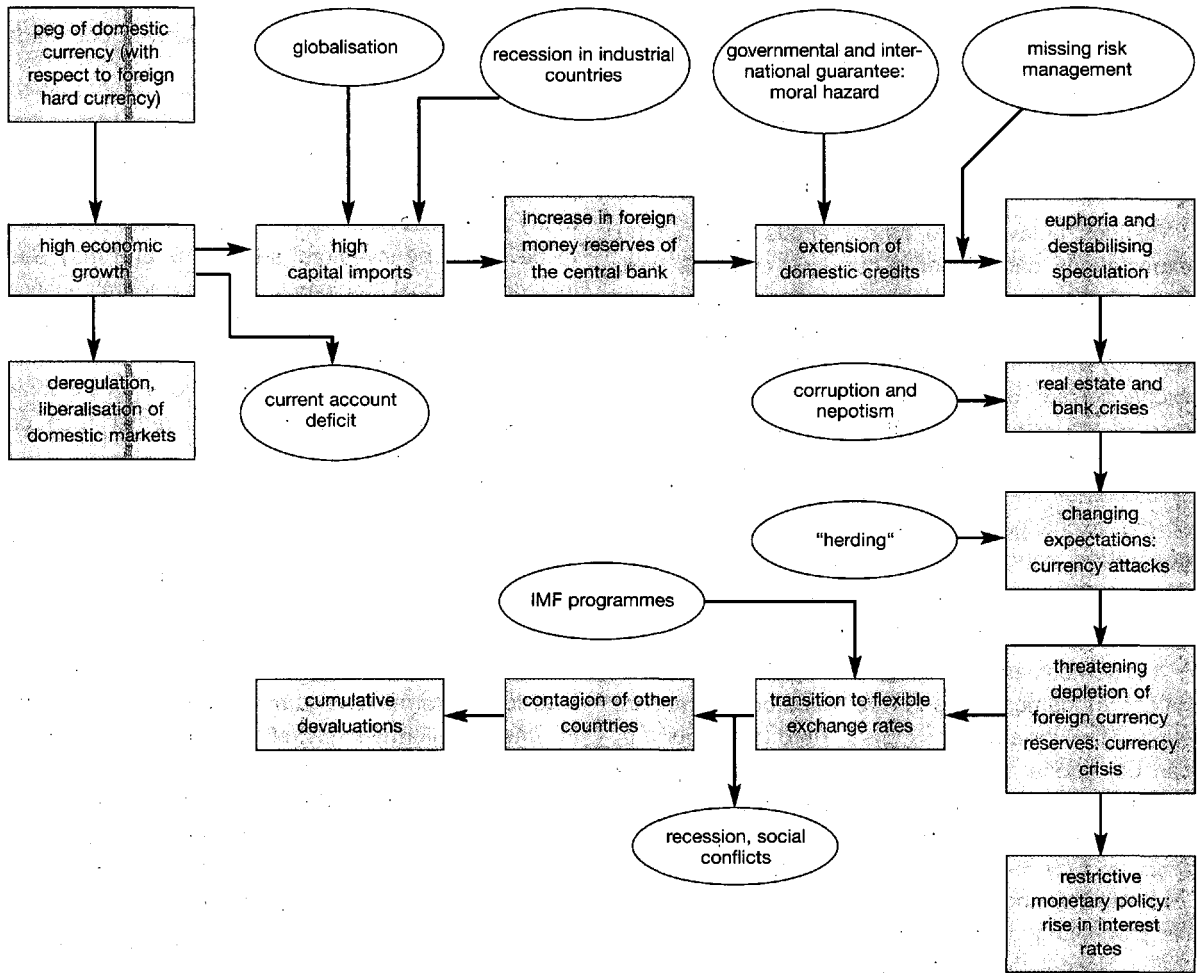 peg of domestic
currency (with
respect to foreign
hard currency)
globalisation
recession in industrial
countries
governmental and inter-
national guarantee:
moral hazard
missing risk
management
high economic
growth
high
capital imports
increase in foreign
money reserves of
the central bank
extension of
domestic credits
euphoria and
destabilising
speculation
deregulation,
liberalisation of
domestic markets
current account
deficit
corruption and
nepotism
real estate and
bank crises
"herding"
changing
expectations:
currency attacks
IMF programmes
cumulative
devaluations
contagion of other
countries
transition to flexible
exchange rates
threatening
depletion of
foreign currency
reserves: currency
crisis
recession, social
conflicts
restrictive
monetary policy:
rise in interest
rates